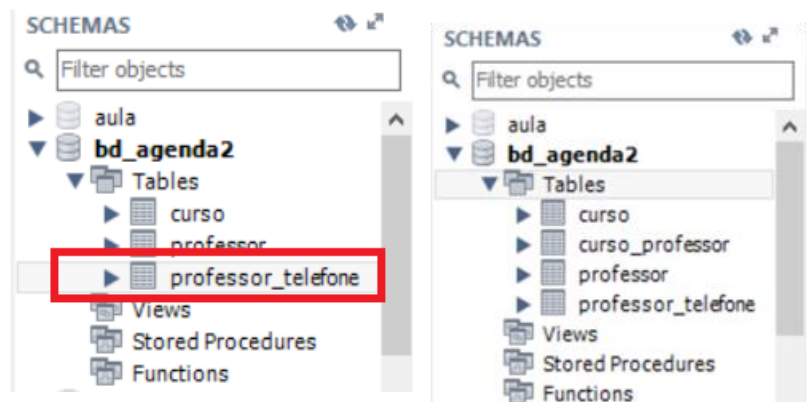 SCHEMAS
Filter objects
aula
bd_agenda2
Tables
curso
professor
professor_telefone
Views
Stored Procedures
Functions
SCHEMAS
Filter objects
aula
bd_agenda2
Tables
curso
curso_professor
professor
professor_telefone
Views
Stored Procedures
Functions